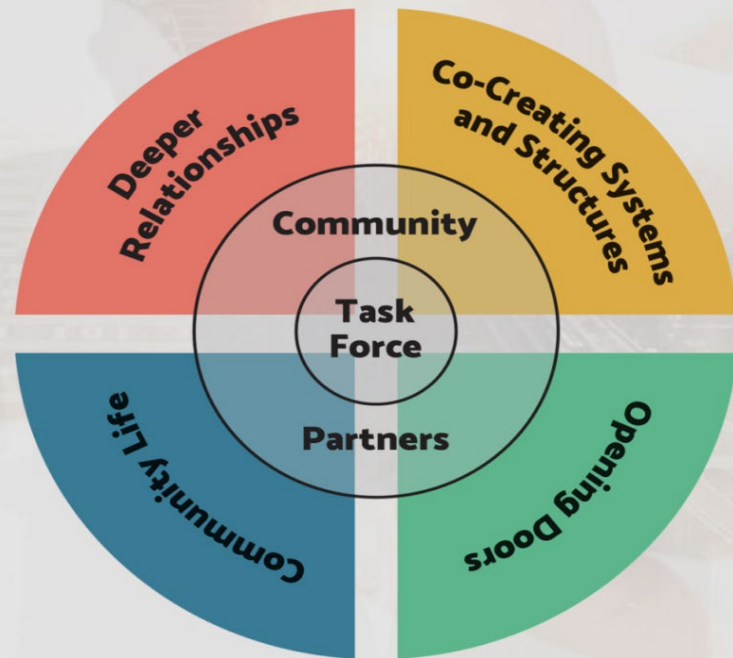 Deeper
Relationships
Co-Creating Systems
and Structures
Community
Task
Force
Partners
Community Life
Opening Doors